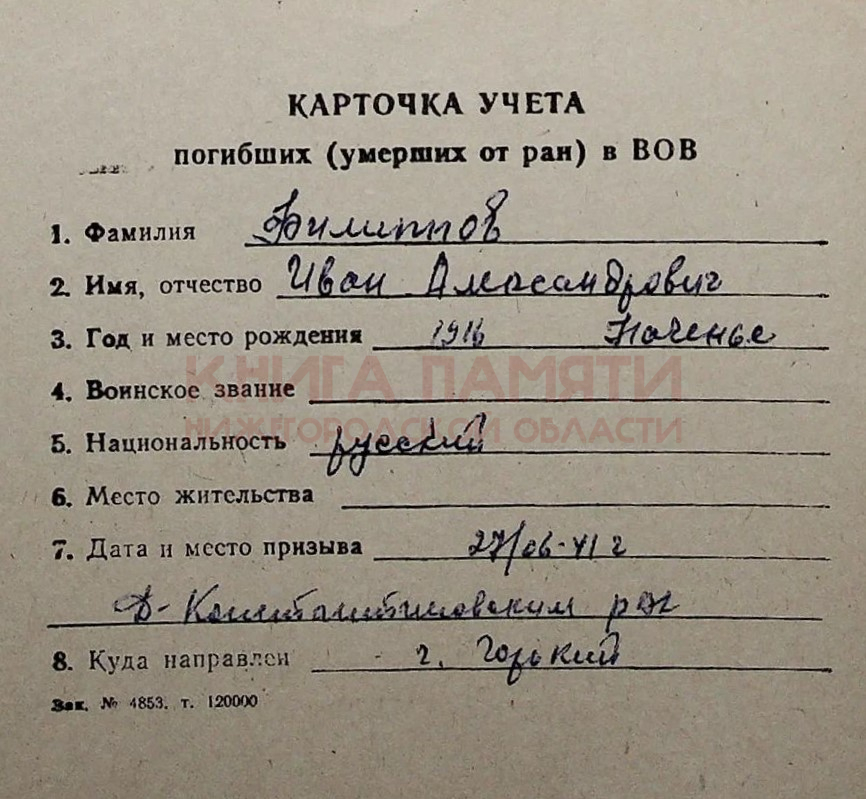 КАРТОЧКА УЧЕТА
погибших (умерших от ран) в ВОВ
1. Фамилия Филиппов
2. Имя, отчество Иван Александрович
3. Год и место рождения 1916 Поченье
КНИГА ПАМЯТИ
4. Воинское звание
НИЖЕГОРОДСКОЙ ОБЛАСТИ
5. Национальность русский
6. Место жительства
7. Дата и место призыва 27/06-41 г
Д-Константиновским
8. Куда направлен г. Горький
Зак. № 4853. т. 120000